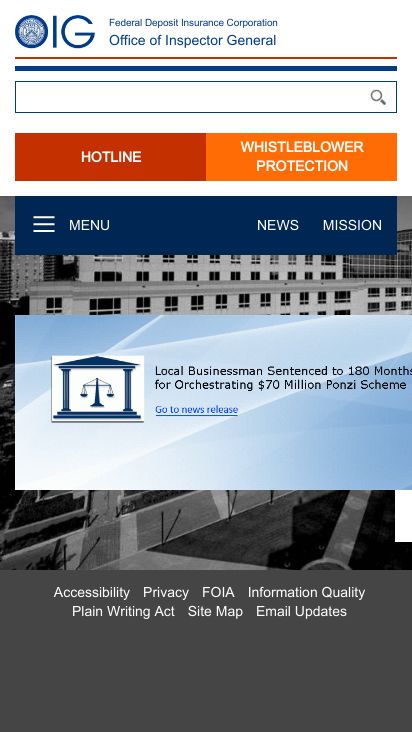 OIG
Federal Deposit Insurance Corporation
Office of Inspector General
HOTLINE
WHISTLEBLOWER
PROTECTION
MENU
NEWS
MISSION
Local Businessman Sentenced to 180 Months
for Orchestrating $70 Million Ponzi Scheme
Go to news release
Accessibility Privacy FOIA Information Quality
Plain Writing Act Site Map Email Updates